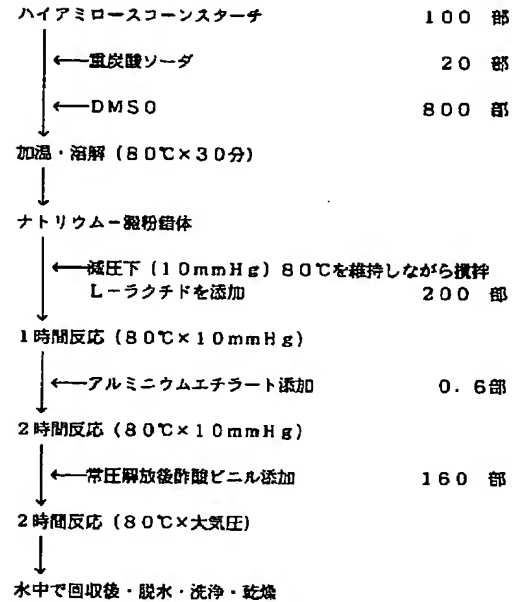 ハイアミロースコーンスターチ 100 部
←重炭酸ソーダ 20 部
←DMSO 800 部
加温・溶解(80℃×30分)
ナトリウムー澱粉錯体
←減圧下(10mmHg)80℃を維持しながら攪拌
L-ラクチドを添加 200 部
1時間反応(80℃×10mmHg)
←アルミニウムエチラート添加 0.6部
2時間反応(80℃×10mmHg)
←常圧解放後酢酸ビニル添加 160 部
2時間反応(80℃×大気圧)
水中で回収後・脱水・洗浄・乾燥